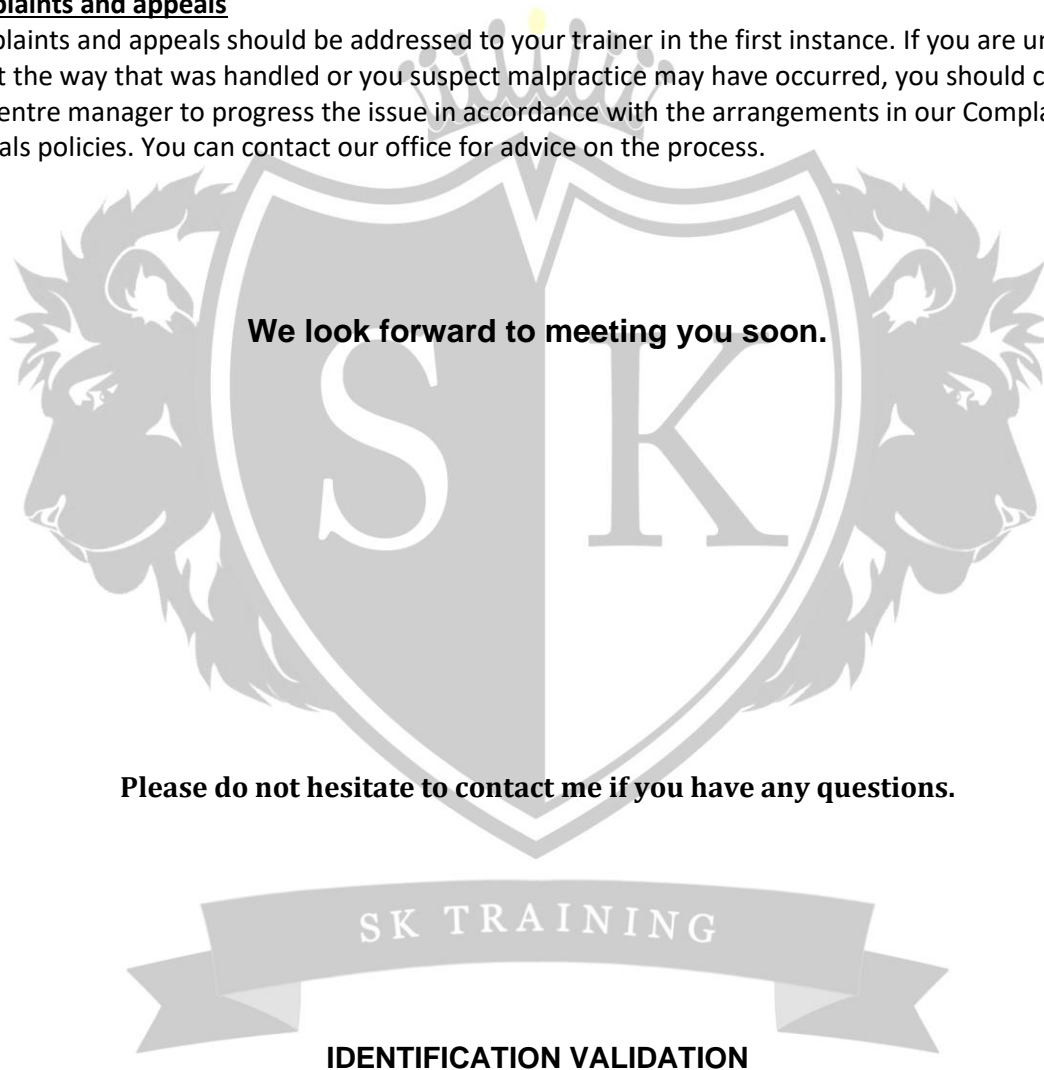 plaints and appeals
plaints and appeals should be addressed to your trainer in the first instance. If you are un
t the way that was handled or you suspect malpractice may have occurred, you should c
entre manager to progress the issue in accordance with the arrangements in our Compla
als policies. You can contact our office for advice on the process.
We look forward to meeting you soon.
S K
Please do not hesitate to contact me if you have any questions.
SK TRAINING
IDENTIFICATION VALIDATION